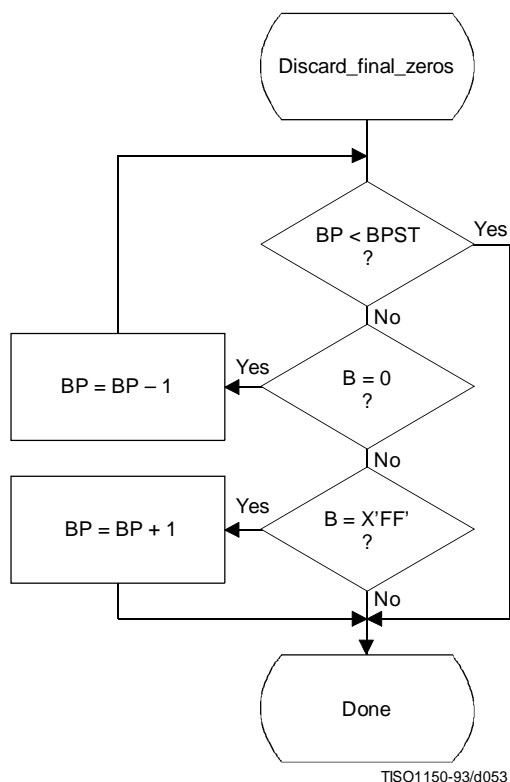 Discard_final_zeros
BP < BPST
?
Yes
No
BP = BP – 1
Yes
B = 0
?
No
BP = BP + 1
Yes
B = X'FF'
?
No
Done
TISO1150-93/d053